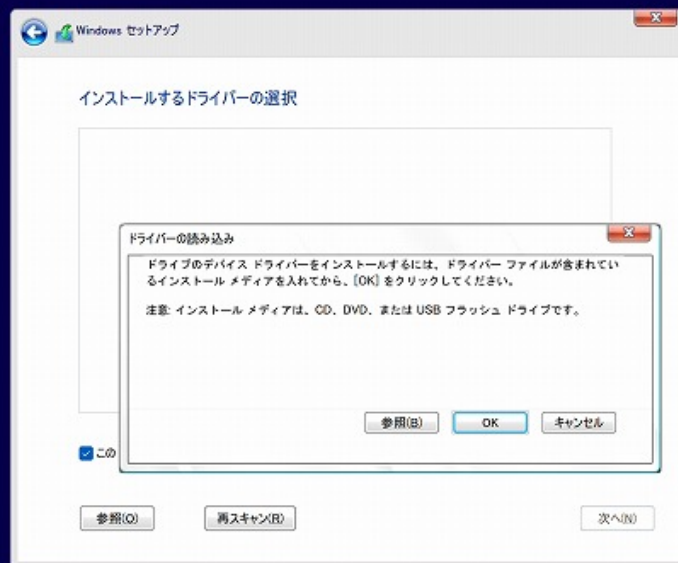 Windows セットアップ
インストールするドライバーの選択
ドライバーの読み込み
ドライブのデバイス ドライバーをインストールするには、ドライバー ファイルが含まれてい
るインストール メディアを入れてから、[OK] をクリックしてください。
注意: インストール メディアは、CD、DVD、または USB フラッシュ ドライブです。
参照(B)
OK
キャンセル
この
参照(O)
再スキャン(R)
次へ(N)